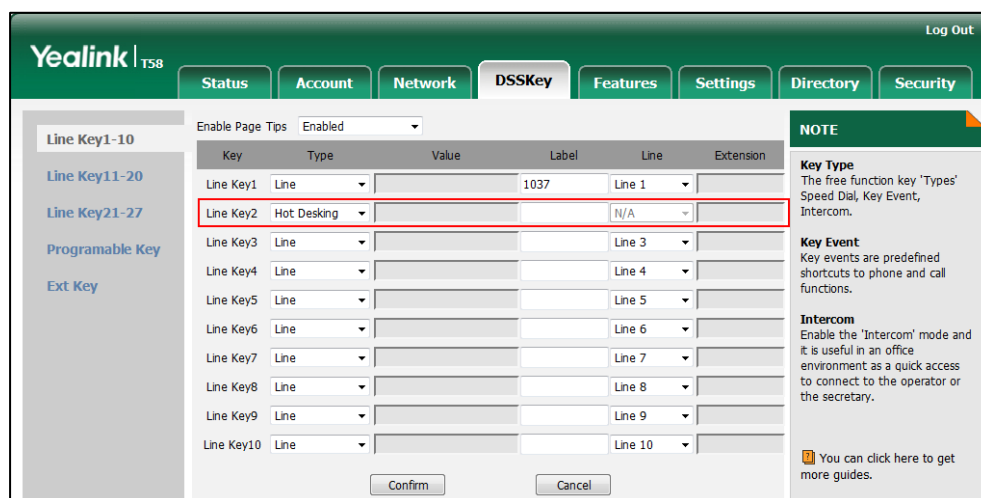 Log Out
Yealink | T58
Status Account Network DSSKey Features Settings Directory Security
Line Key1-10
Line Key11-20
Line Key21-27
Programable Key
Ext Key
Enable Page Tips Enabled
Key Type Value Label Line Extension
Line Key1 Line 1037 Line 1
Line Key2 Hot Desking N/A
Line Key3 Line Line 3
Line Key4 Line Line 4
Line Key5 Line Line 5
Line Key6 Line Line 6
Line Key7 Line Line 7
Line Key8 Line Line 8
Line Key9 Line Line 9
Line Key10 Line Line 10
Confirm Cancel
NOTE
Key Type
The free function key 'Types'
Speed Dial, Key Event,
Intercom.
Key Event
Key events are predefined
shortcuts to phone and call
functions.
Intercom
Enable the 'Intercom' mode and
it is useful in an office
environment as a quick access
to connect to the operator or
the secretary.
You can click here to get
more guides.